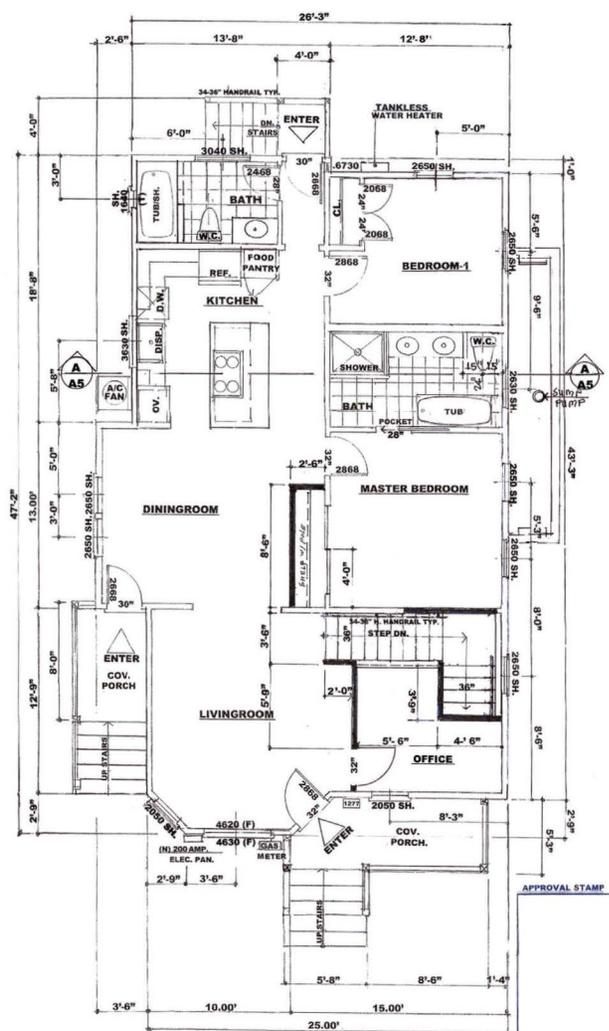 26'-3"
2'-6"
13'-8"
12'-8"
4'-0"
34-36" HANDRAIL TYP.
TANKLESS
WATER HEATER
4'-0"
6'-0"
DN.
STAIRS
ENTER
5'-0"
3040 SH.
30"
6730
2650 SH.
1'-0"
3'-0"
SH.
1640
(T)
TUB/SH.
2468
28"
2668
BATH
W.C.
CL.
24"
24"
2068
2068
5'-6"
2650 SH.
FOOD
PANTRY
REF.
2868
32"
BEDROOM-1
KITCHEN
18'-8"
D.W.
DISP.
3630 SH.
9'-6"
W.C.
SHOWER
15"
15"
24"
A
A5
5'-8"
A/C
FAN
OV.
BATH
TUB
POCKET
28"
2630 SH.
A
A5
SUMP
PUMP
43'-3"
47'-2"
13.00'
5'-0"
3'-0"
2650 SH.
2650 SH.
DININGROOM
2'-6"
32"
2868
MASTER BEDROOM
2650 SH.
5'-3"
2650 SH.
8'-6"
4'-0"
2668
30"
ENTER
COV.
PORCH
8'-0"
12'-9"
UP STAIRS
3'-6"
34-36" H. HANDRAIL TYP.
36"
STEP DN.
36"
8'-0"
2650 SH.
5'-9"
LIVINGROOM
2'-0"
3'-9"
5'- 6"
4'- 6"
8'-6"
32"
OFFICE
2868
32"
1277
2050 SH.
ENTER
8'-3"
COV.
PORCH.
2'-9"
5'-3"
2'-9"
2050 SH.
4620 (F)
4630 (F)
GAS
METER
(N) 200 AMP.
ELEC. PAN.
2'-9"
3'-6"
UP STAIRS
APPROVAL STAMP
5'-8"
8'-6"
1'-4"
3'-6"
10.00'
15.00'
25.00'